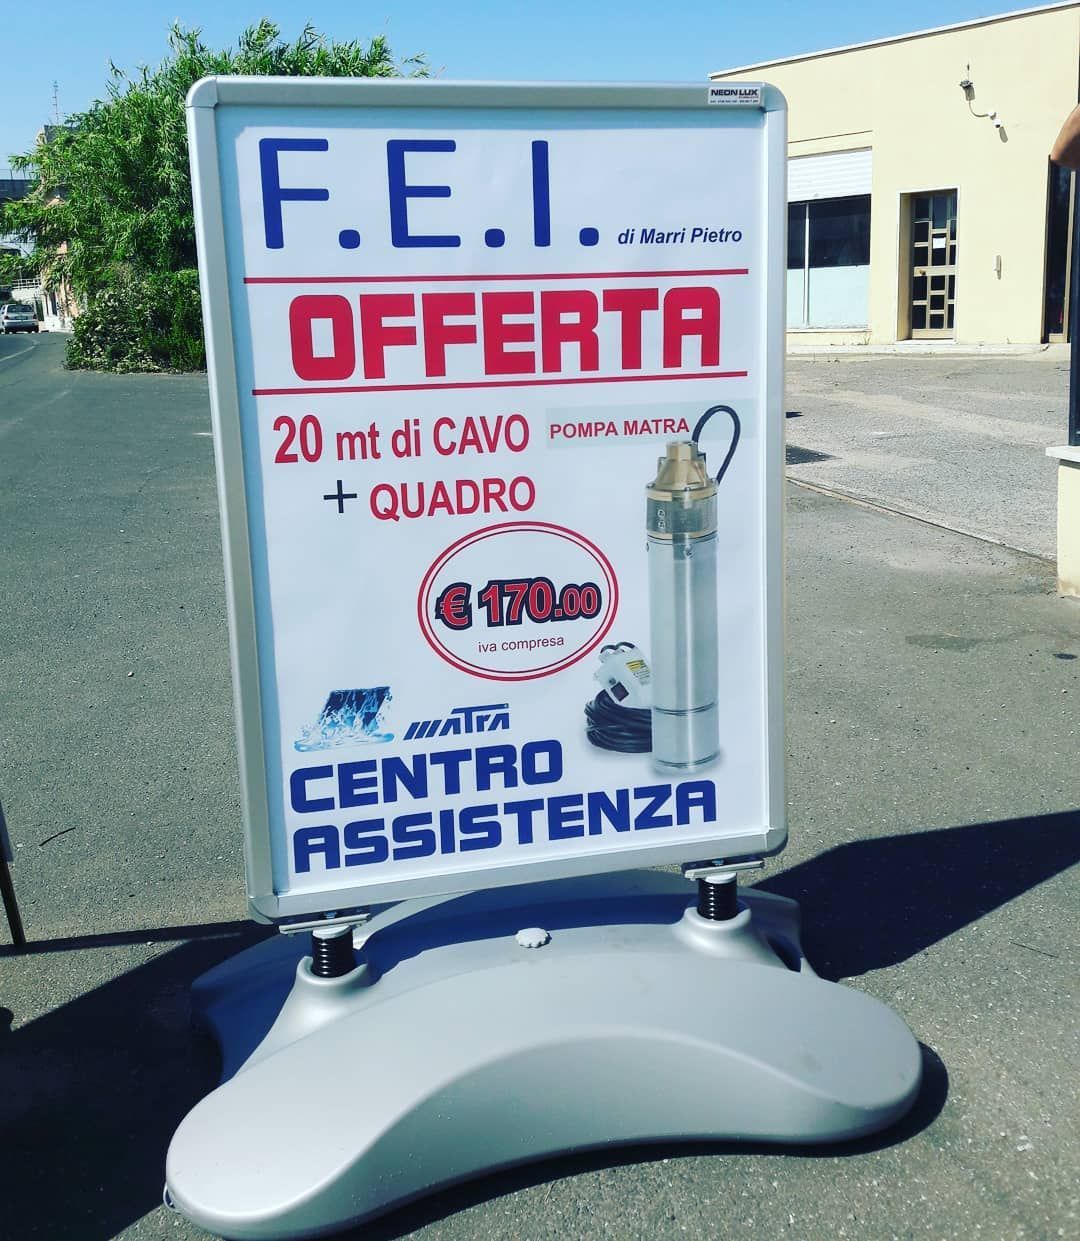 NEON LUX
F.E.I. di Marri Pietro
OFFERTA
20 mt di CAVO
+ QUADRO
POMPA MATRA
€ 170.00
iva compresa
MATRA
CENTRO
ASSISTENZA